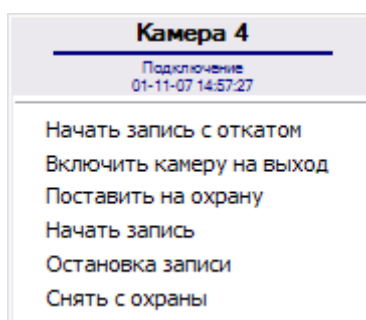 Камера 4
Подключение
01-11-07 14:57:27
Начать запись с откатом
Включить камеру на выход
Поставить на охрану
Начать запись
Остановка записи
Снять с охраны